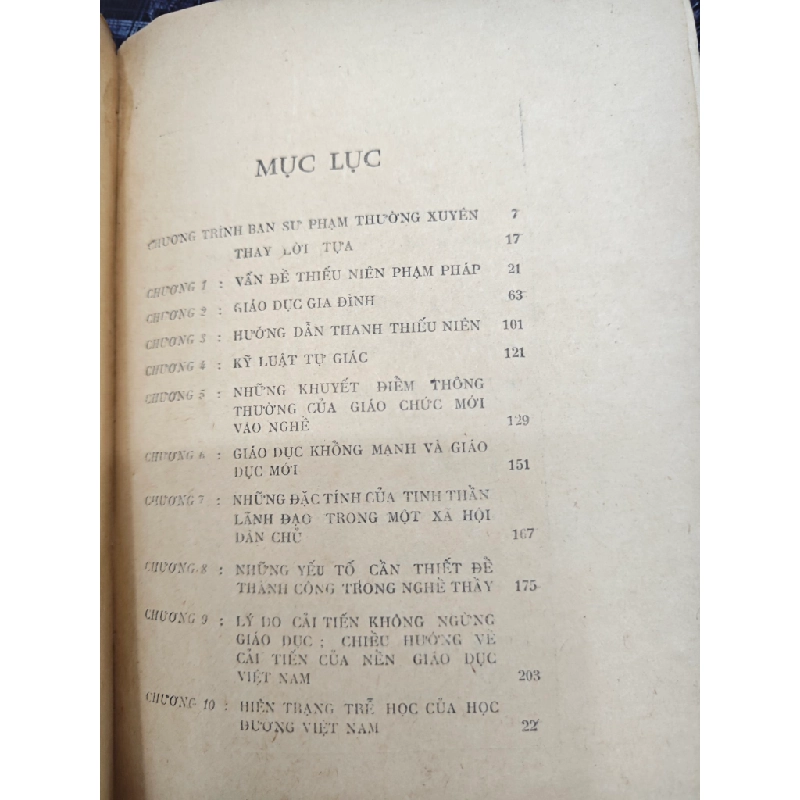 MỤC LỤC
CHƯƠNG TRÌNH BAN SƯ PHẠM THƯỜNG XUYÊN 7
THAY LỜI TỰA 17
CHƯƠNG 1 : VẤN ĐỀ THIẾU NIÊN PHẠM PHÁP 21
CHƯƠNG 2 : GIÁO DỤC GIA ĐÌNH 63
CHƯƠNG 3 : HƯỚNG DẪN THANH THIẾU NIÊN 101
CHƯƠNG 4 : KỶ LUẬT TỰ GIÁC 121
CHƯƠNG 5 : NHỮNG KHUYẾT ĐIỂM THÔNG
THƯỜNG CỦA GIÁO CHỨC MỚI
VÀO NGHỀ 129
CHƯƠNG 6 : GIÁO DỤC KHỔNG MẠNH VÀ GIÁO
DỤC MỚI 151
CHƯƠNG 7 : NHỮNG ĐẶC TÍNH CỦA TINH THẦN
LÃNH ĐẠO TRONG MỘT XÃ HỘI
DÂN CHỦ 167
CHƯƠNG 8 : NHỮNG YẾU TỐ CẦN THIẾT ĐỂ
THÀNH CÔNG TRONG NGHỀ THẦY 175
CHƯƠNG 9 : LÝ DO CẢI TIẾN KHÔNG NGỪNG
GIÁO DỤC ; CHIỀU HƯỚNG VỀ
CẢI TIẾN CỦA NỀN GIÁO DỤC
VIỆT NAM 203
CHƯƠNG 10 : HIỆN TRẠNG TRỄ HỌC CỦA HỌC
ĐƯỜNG VIỆT NAM 22